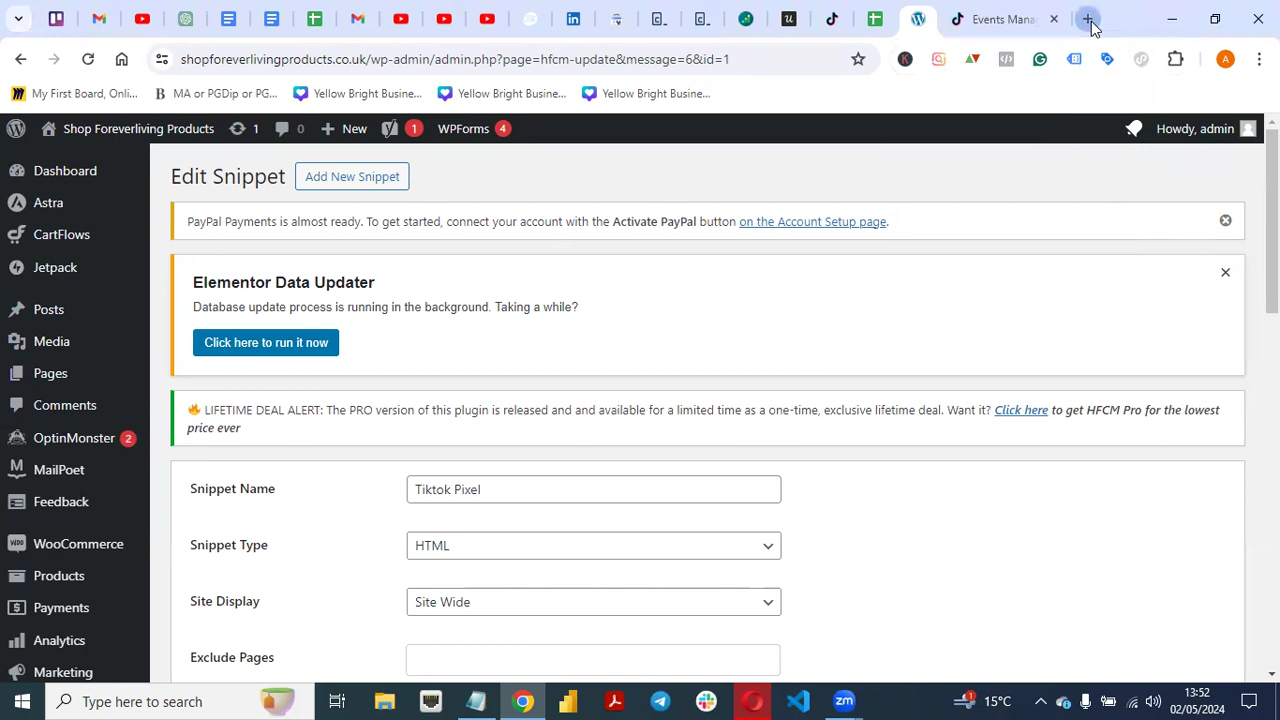 Events Mana
shopforeverlivingproducts.co.uk/wp-admin/admin.php?page=hfcm-update&message=6&id=1
A
My First Board, Onli...
B MA or PGDip or PG...
Yellow Bright Busine...
Yellow Bright Busine...
Yellow Bright Busine...
Shop Foreverliving Products
1
0
New
1
WPForms 4
Howdy, admin
Dashboard
Astra
CartFlows
Jetpack
Posts
Media
Pages
Comments
OptinMonster 2
MailPoet
Feedback
WooCommerce
Products
Payments
Analytics
Marketing
Edit Snippet
Add New Snippet
PayPal Payments is almost ready. To get started, connect your account with the Activate PayPal button on the Account Setup page.
Elementor Data Updater
Database update process is running in the background. Taking a while?
Click here to run it now
LIFETIME DEAL ALERT: The PRO version of this plugin is released and and available for a limited time as a one-time, exclusive lifetime deal. Want it? Click here to get HFCM Pro for the lowest
price ever
Snippet Name
Tiktok Pixel
Snippet Type
HTML
Site Display
Site Wide
Exclude Pages
Type here to search
1
15°C
13:52
02/05/2024